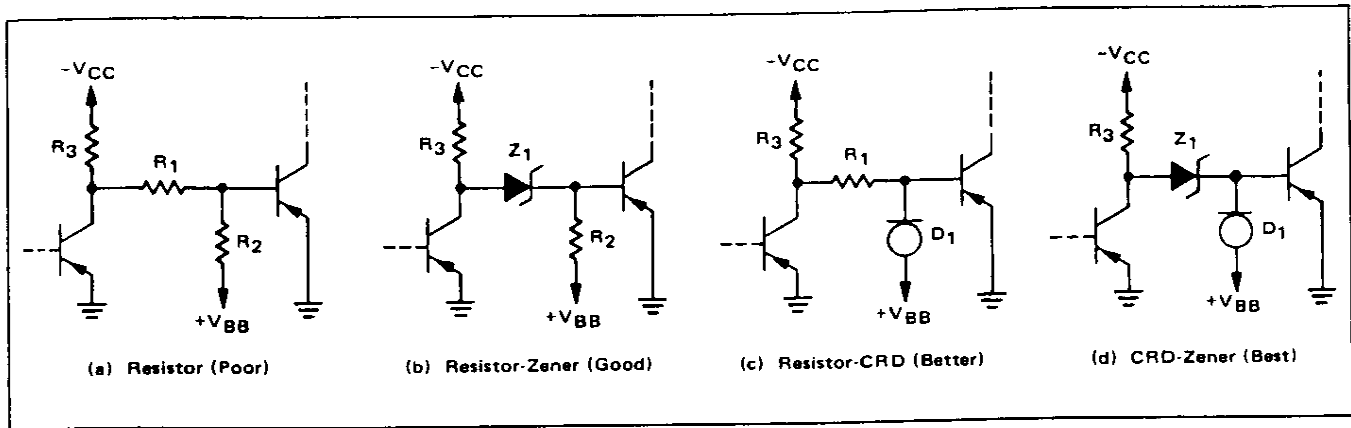 -VCC
R3
R1
R2
+VBB
(a) Resistor (Poor)
-VCC
R3
Z1
R2
+VBB
(b) Resistor-Zener (Good)
-VCC
R3
R1
D1
+VBB
(c) Resistor-CRD (Better)
-VCC
R3
Z1
D1
+VBB
(d) CRD-Zener (Best)